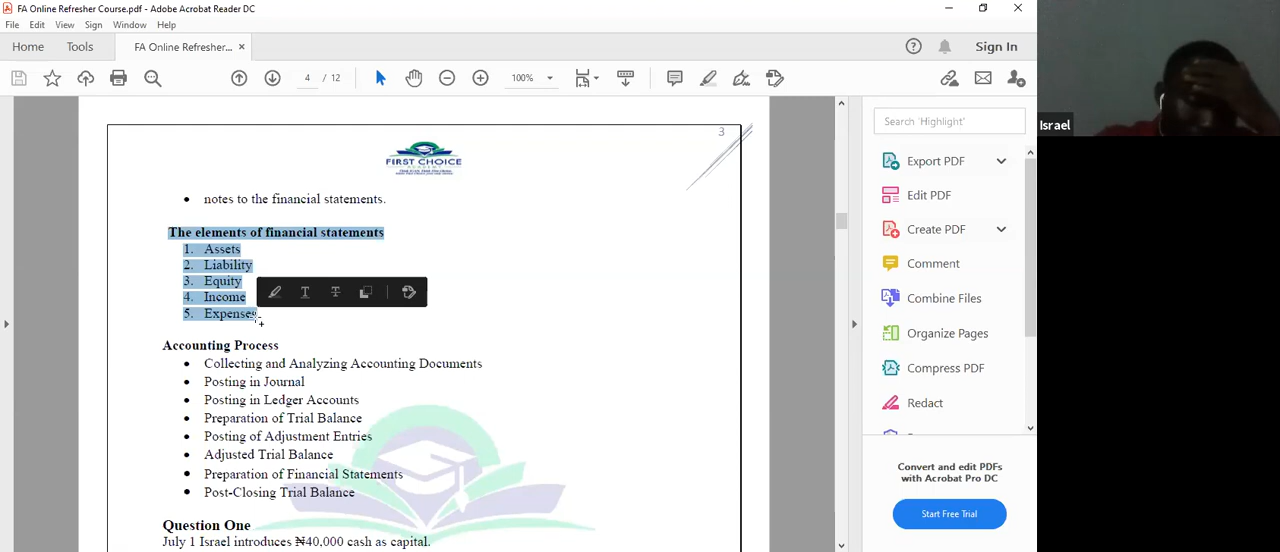 FA Online Refresher Course.pdf - Adobe Acrobat Reader DC
File Edit View Sign Window Help
Home Tools FA Online Refresher... × Sign In
4 / 12 100%
3
FIRST CHOICE
notes to the financial statements.
The elements of financial statements
1. Assets
2. Liability
3. Equity
4. Income
5. Expenses
Accounting Process
• Collecting and Analyzing Accounting Documents
• Posting in Journal
• Posting in Ledger Accounts
• Preparation of Trial Balance
• Posting of Adjustment Entries
• Adjusted Trial Balance
• Preparation of Financial Statements
• Post-Closing Trial Balance
Question One
July 1 Israel introduces ₦40,000 cash as capital.
Search 'Highlight'
Export PDF
Edit PDF
Create PDF
Comment
Combine Files
Organize Pages
Compress PDF
Redact
Convert and edit PDFs
with Acrobat Pro DC
Start Free Trial
Israel